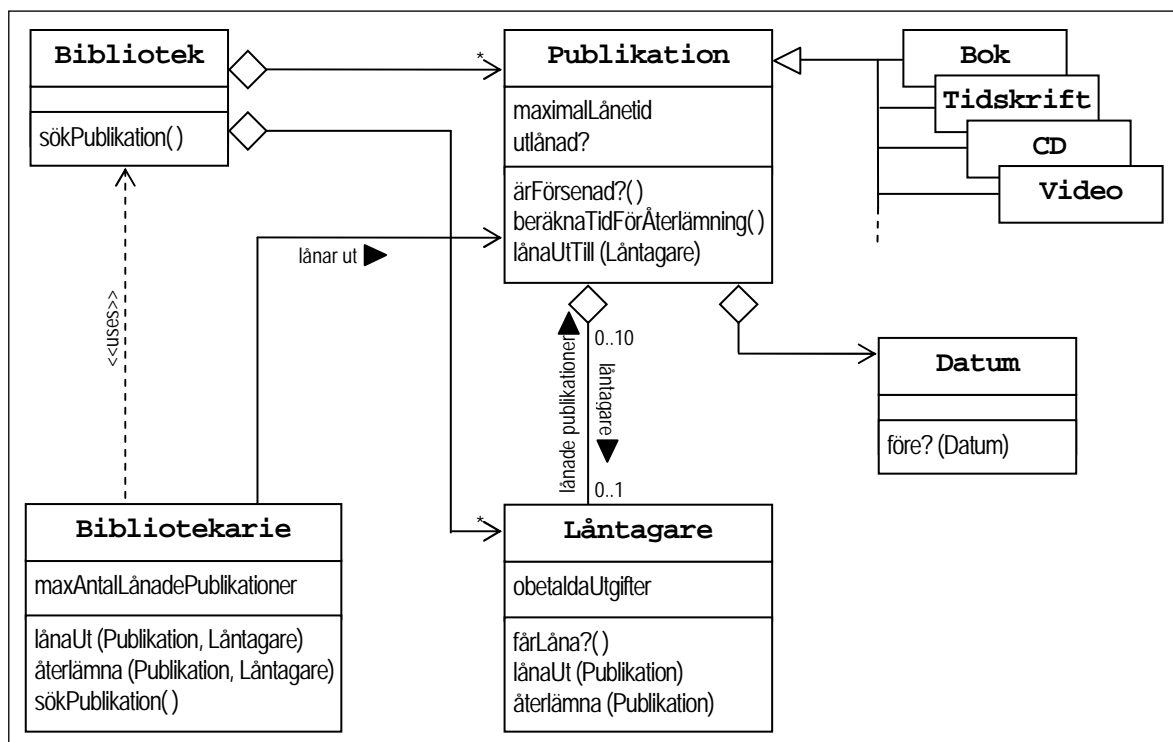 Bibliotek
sökPublikation()
*
Publikation
maximalLånetid
utlånad?
ärFörsenad?()
beräknaTidFörÅterlämning()
lånaUtTill (Låntagare)
Bok
Tidskrift
CD
Video
lånar ut
<<uses>>
lånade publikationer
0..10
låntagare
0..1
Datum
före? (Datum)
Bibliotekarie
maxAntalLånadePublikationer
lånaUt (Publikation, Låntagare)
återlämna (Publikation, Låntagare)
sökPublikation()
*
Låntagare
obetaldaUtgifter
fårLåna?()
lånaUt (Publikation)
återlämna (Publikation)